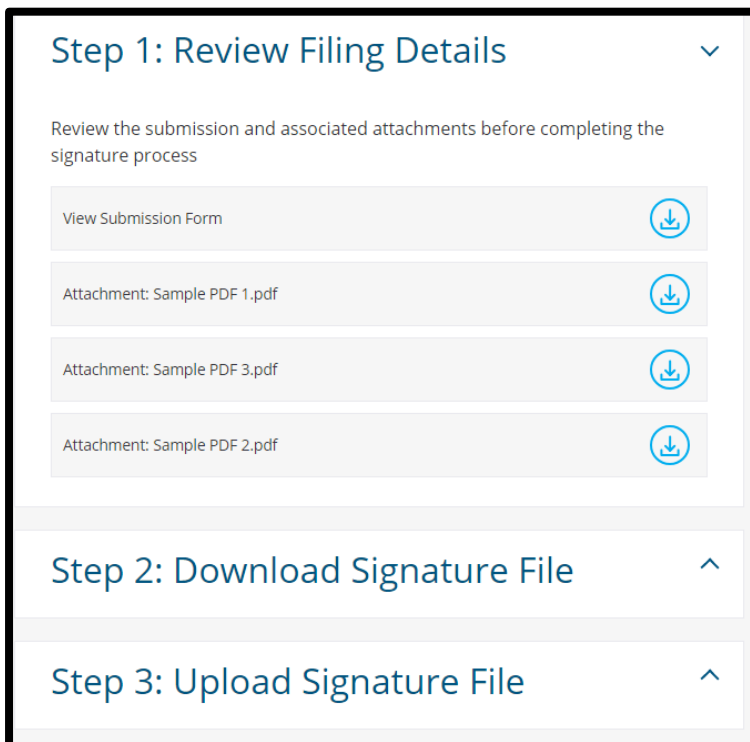 Step 1: Review Filing Details
Review the submission and associated attachments before completing the
signature process
View Submission Form
Attachment: Sample PDF 1.pdf
Attachment: Sample PDF 3.pdf
Attachment: Sample PDF 2.pdf
Step 2: Download Signature File
Step 3: Upload Signature File